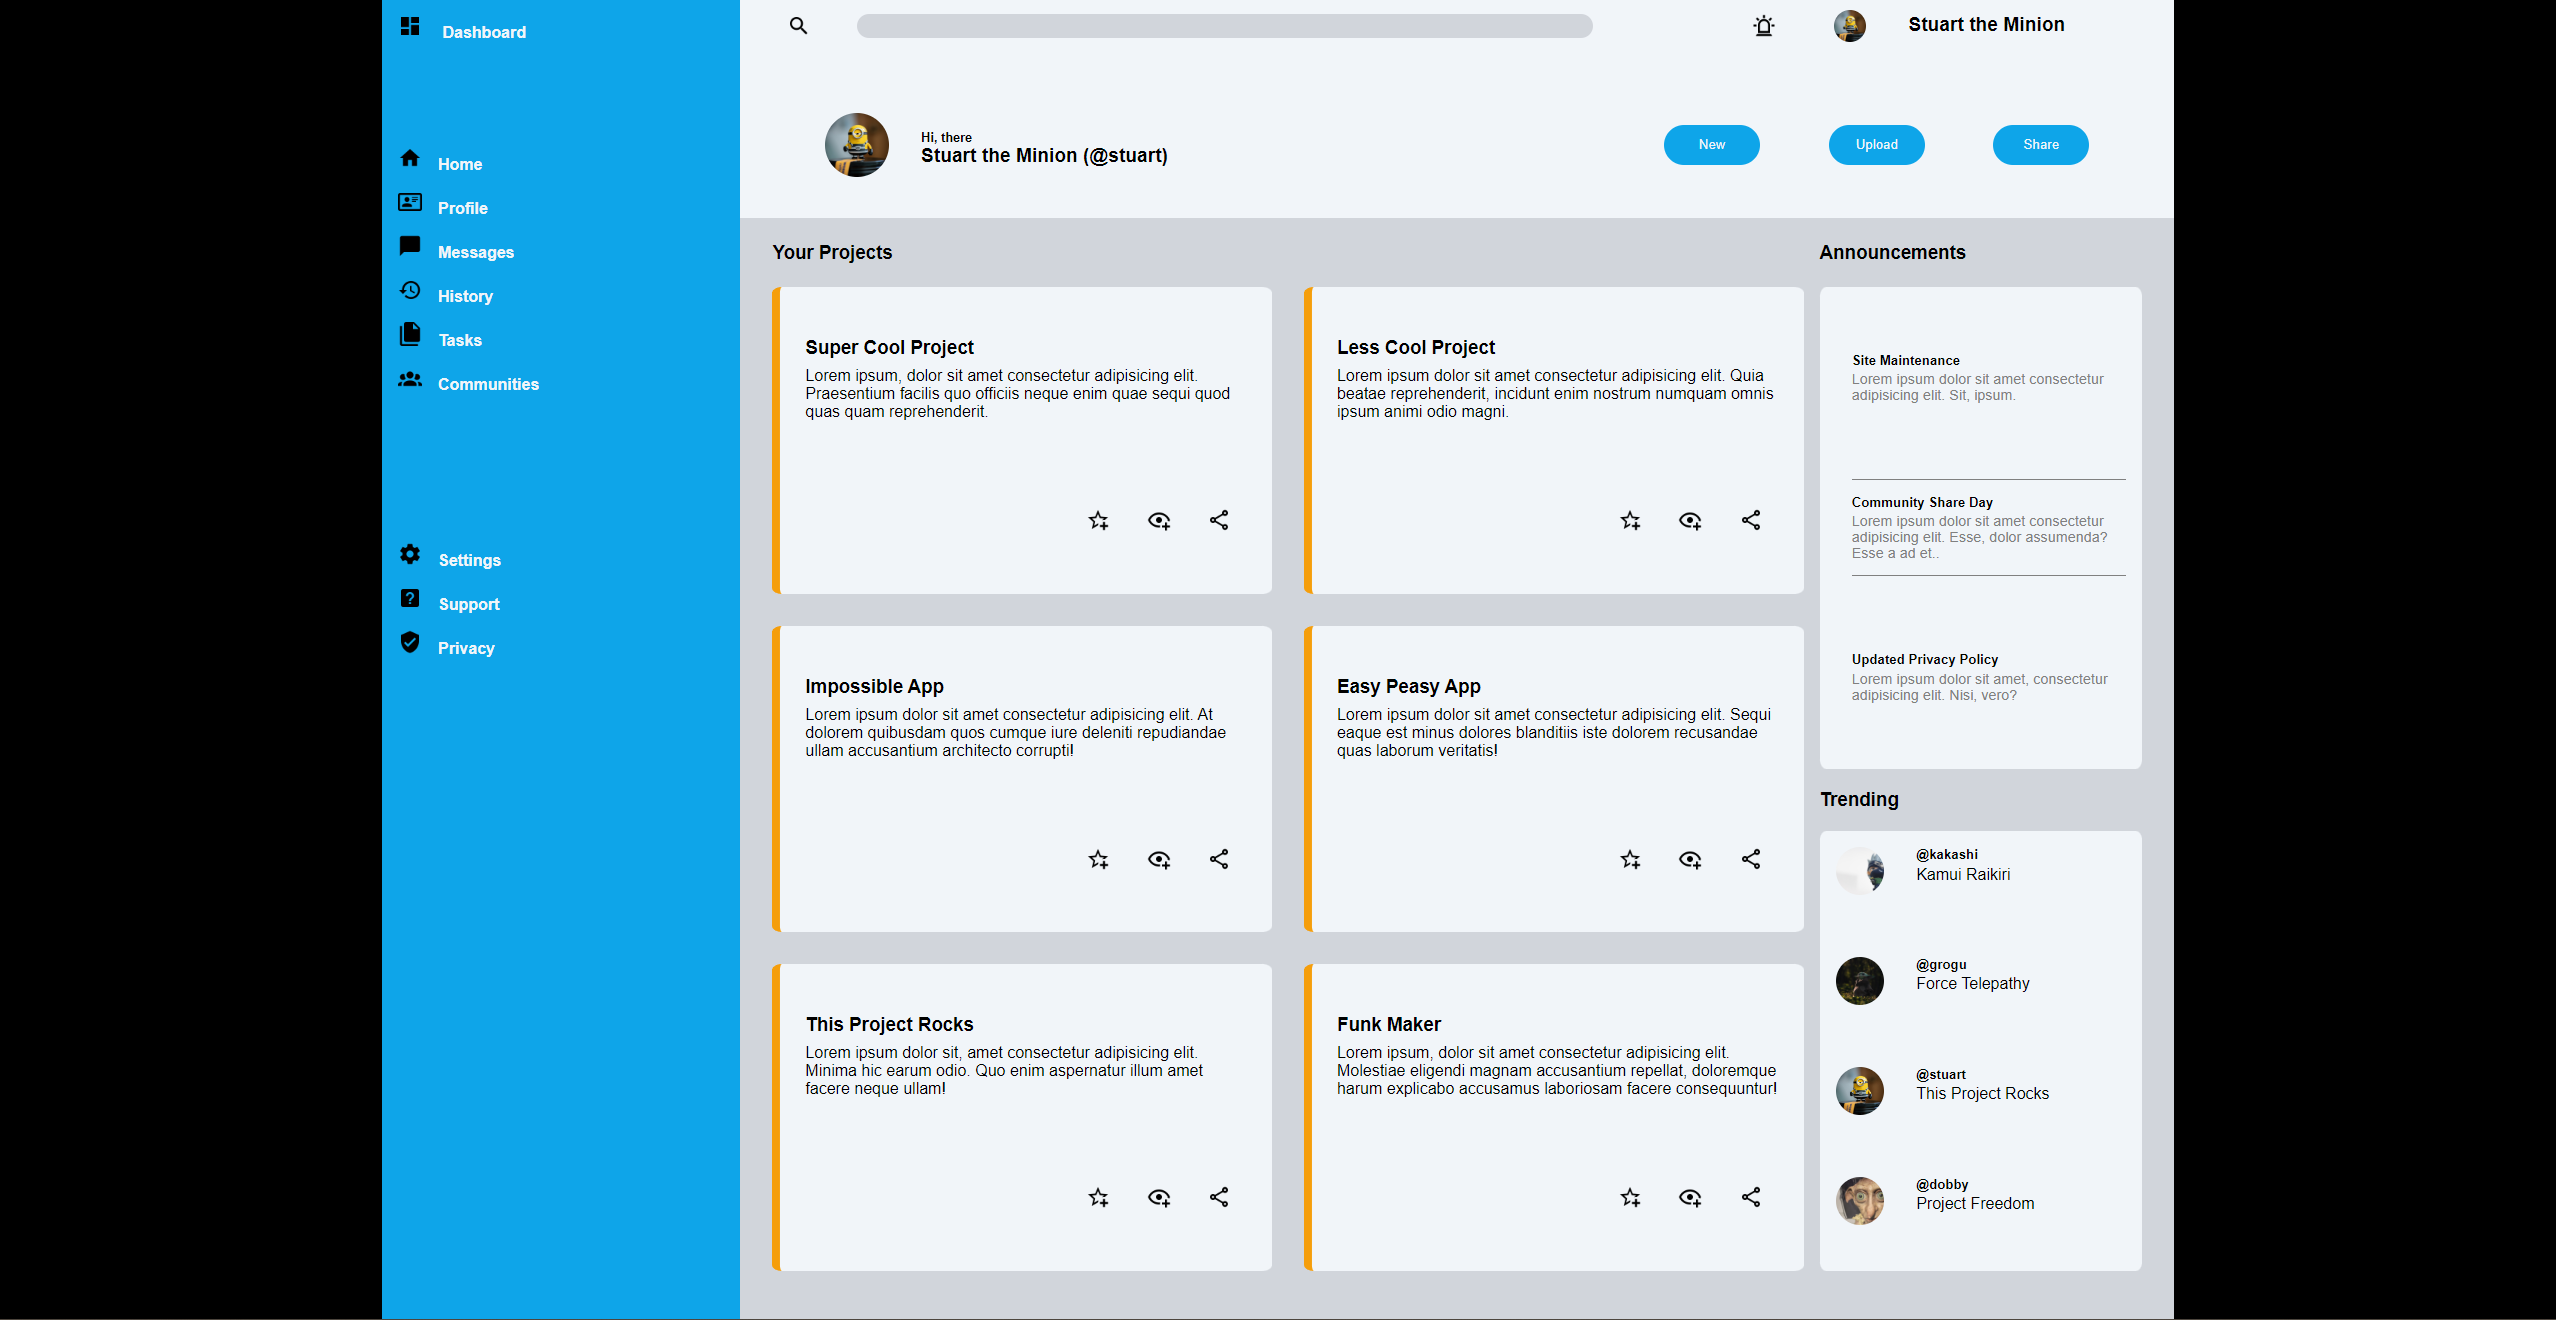 Dashboard
Home
Profile
Messages
History
Tasks
Communities
Settings
Support
Privacy
Stuart the Minion
Hi, there
Stuart the Minion (@stuart)
New
Upload
Share
Your Projects
Super Cool Project
Lorem ipsum, dolor sit amet consectetur adipisicing elit.
Praesentium facilis quo officiis neque enim quae sequi quod
quas quam reprehenderit.
Less Cool Project
Lorem ipsum dolor sit amet consectetur adipisicing elit. Quia
beatae reprehenderit, incidunt enim nostrum numquam omnis
ipsum animi odio magni.
Impossible App
Lorem ipsum dolor sit amet consectetur adipisicing elit. At
dolorem quibusdam quos cumque iure deleniti repudiandae
ullam accusantium architecto corrupti!
Easy Peasy App
Lorem ipsum dolor sit amet consectetur adipisicing elit. Sequi
eaque est minus dolores blanditiis iste dolorem recusandae
quas laborum veritatis!
This Project Rocks
Lorem ipsum dolor sit, amet consectetur adipisicing elit.
Minima hic earum odio. Quo enim aspernatur illum amet
facere neque ullam!
Funk Maker
Lorem ipsum, dolor sit amet consectetur adipisicing elit.
Molestiae eligendi magnam accusantium repellat, doloremque
harum explicabo accusamus laboriosam facere consequuntur!
Announcements
Site Maintenance
Lorem ipsum dolor sit amet consectetur
adipisicing elit. Sit, ipsum.
Community Share Day
Lorem ipsum dolor sit amet consectetur
adipisicing elit. Esse, dolor assumenda?
Esse a ad et..
Updated Privacy Policy
Lorem ipsum dolor sit amet, consectetur
adipisicing elit. Nisi, vero?
Trending
@kakashi
Kamui Raikiri
@grogu
Force Telepathy
@stuart
This Project Rocks
@dobby
Project Freedom